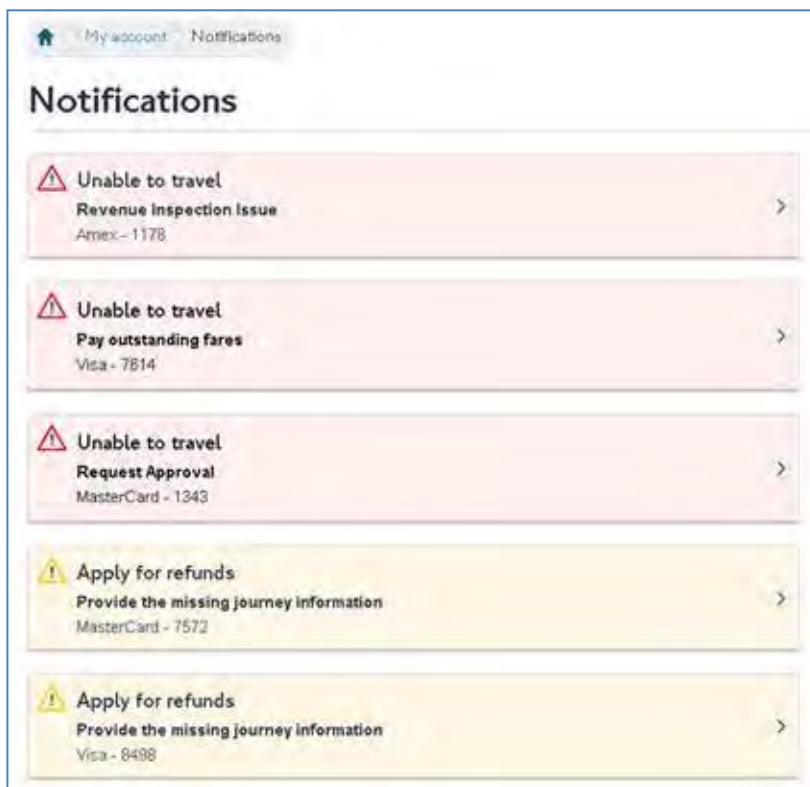 My account Notifications
Notifications
Unable to travel
Revenue Inspection Issue
Amex - 1178
Unable to travel
Pay outstanding fares
Visa - 7614
Unable to travel
Request Approval
MasterCard - 1343
Apply for refunds
Provide the missing journey information
MasterCard - 7572
Apply for refunds
Provide the missing journey information
Visa - 8498